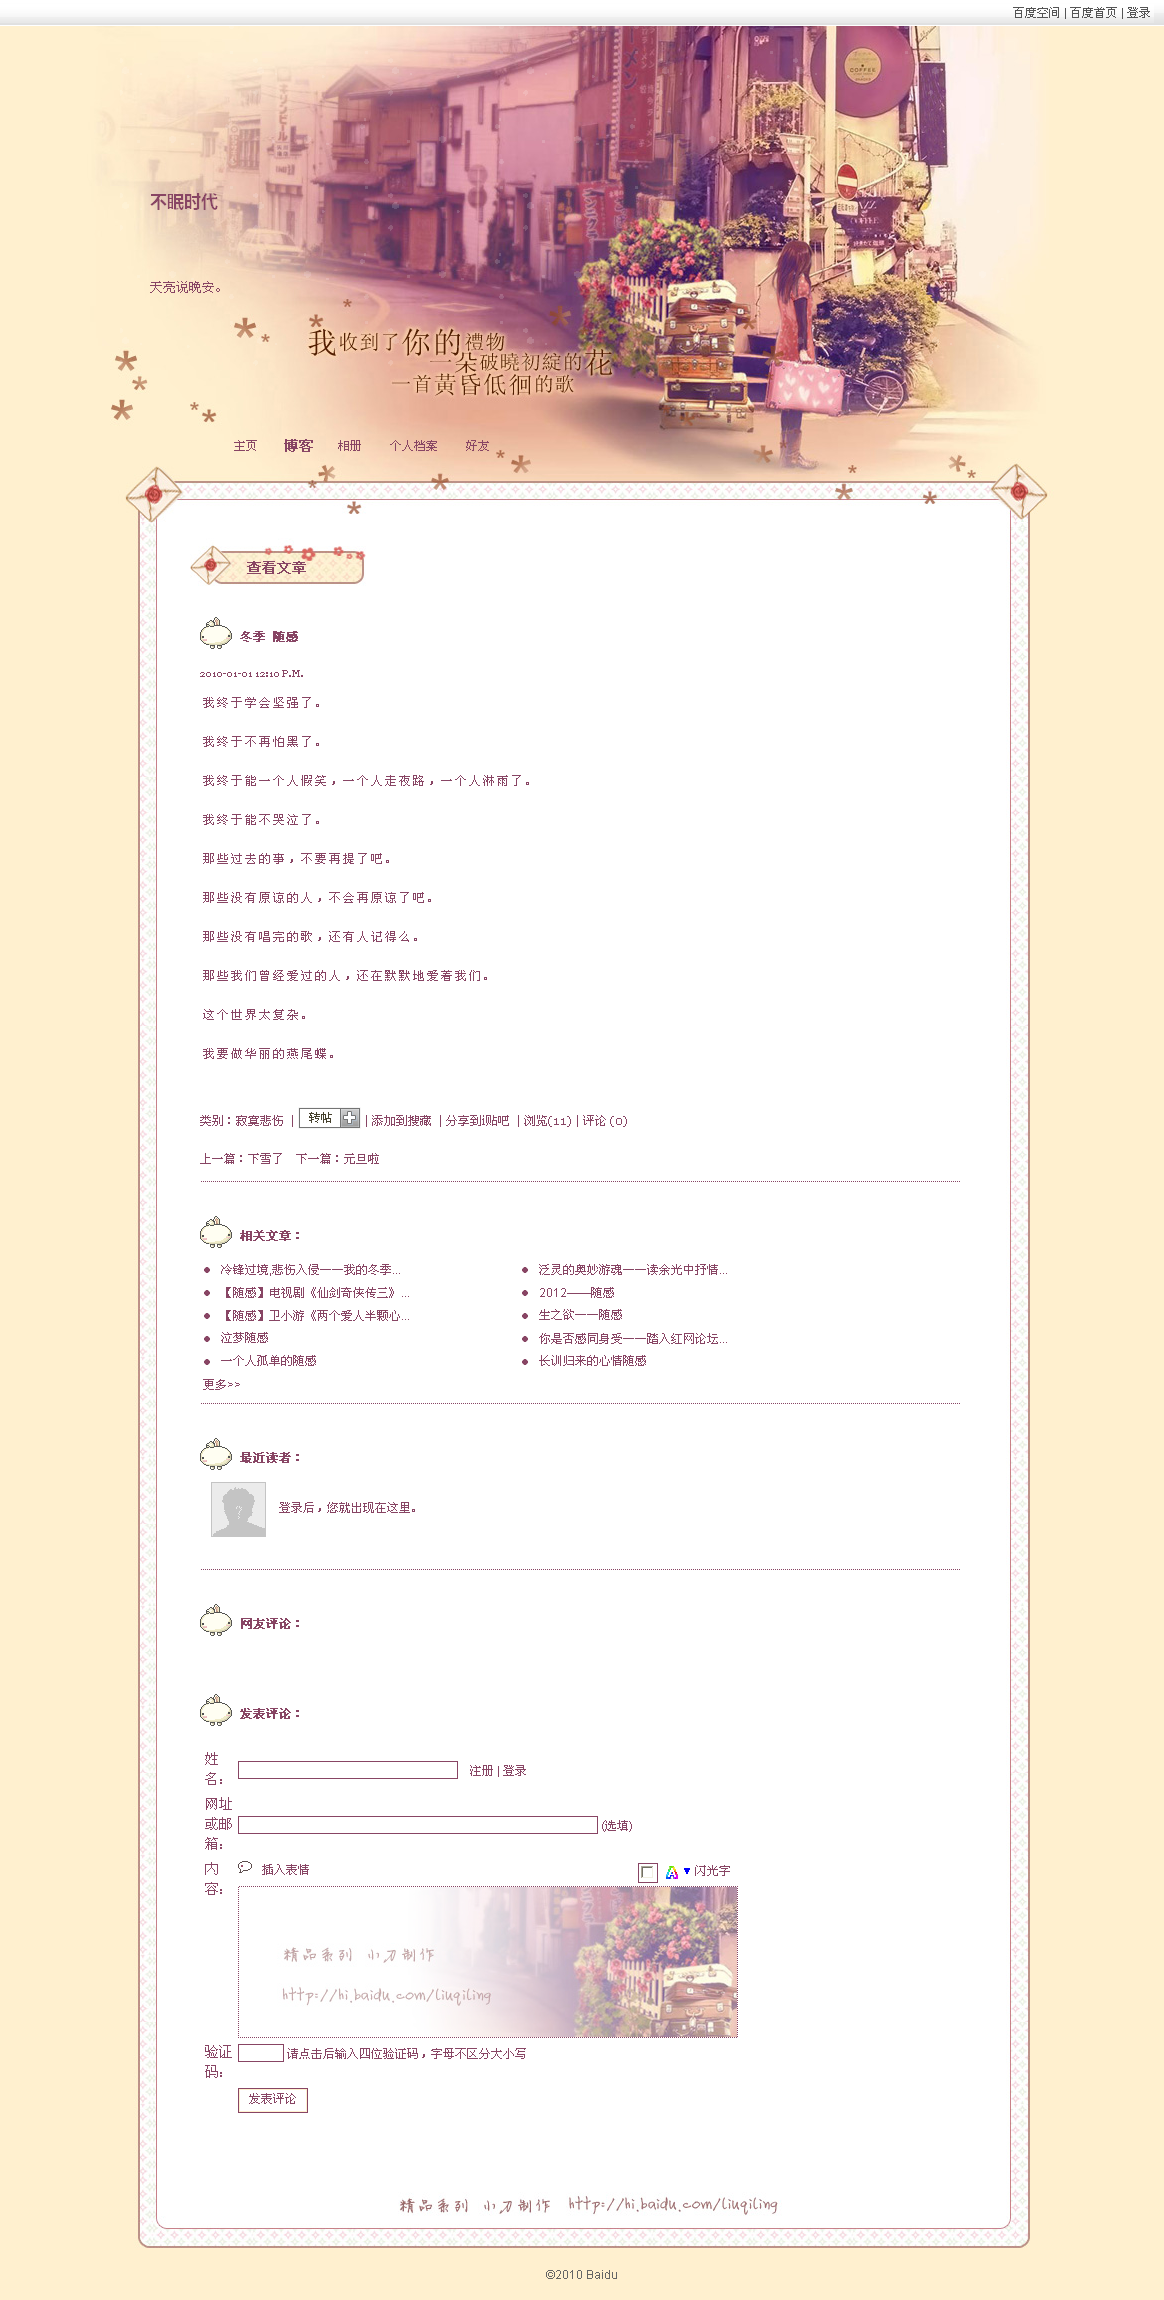 百度空间 | 百度首页 | 登录
COFFEE
不眠时代
天亮说晚安。
我收到了你的禮物
一朵破曉初綻的花
一首黃昏低徊的歌
主页 博客 相册 个人档案 好友
查看文章
冬季 随感
2010-01-01 12:10 P.M.
我终于学会坚强了。
我终于不再怕黑了。
我终于能一个人假笑，一个人走夜路，一个人淋雨了。
我终于能不哭泣了。
那些过去的事，不要再提了吧。
那些没有原谅的人，不会再原谅了吧。
那些没有唱完的歌，还有人记得么。
那些我们曾经爱过的人，还在默默地爱着我们。
这个世界太复杂。
我要做华丽的燕尾蝶。
类别：寂寞悲伤 | 转帖 | 添加到搜藏 | 分享到i贴吧 | 浏览(11) | 评论 (0)
上一篇：下雪了 下一篇：元旦啦
相关文章：
冷锋过境,悲伤入侵——我的冬季... 泛灵的奥妙游魂——读余光中抒情...
【随感】电视剧《仙剑奇侠传三》... 2012——随感
【随感】卫小游《两个爱人半颗心... 生之欲——随感
泣梦随感 你是否感同身受——踏入红网论坛...
一个人孤单的随感 长训归来的心情随感
更多>>
最近读者：
登录后，您就出现在这里。
网友评论：
发表评论：
姓
名： 注册 | 登录
网址
或邮 (选填)
箱：
内 插入表情 闪光字
容：
精品系列 小刀制作
http://hi.baidu.com/liuqiling
验证 请点击后输入四位验证码，字母不区分大小写
码：
发表评论
精品系列 小刀制作 http://hi.baidu.com/liuqiling
©2010 Baidu